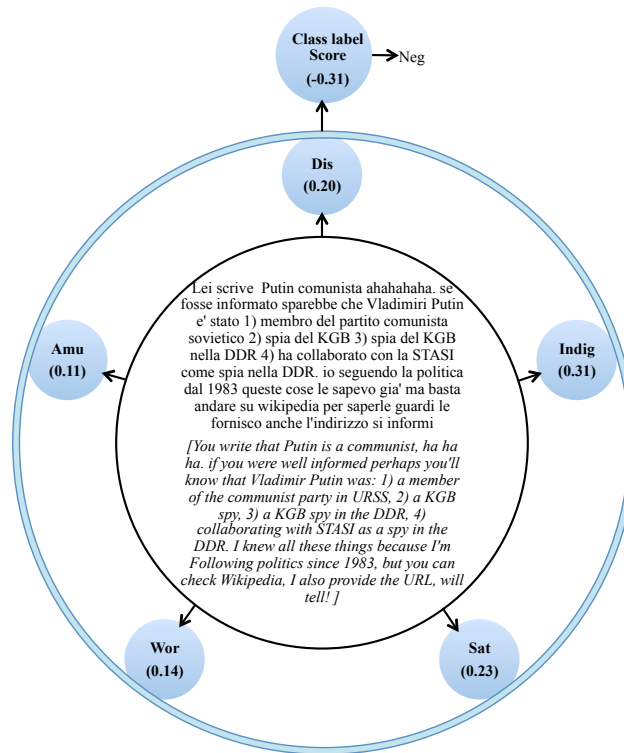 Class label
Score
(-0.31)
Neg
Dis
(0.20)
Lei scrive Putin comunista ahahahaha. se
fosse informato sparebbe che Vladimiri Putin
e' stato 1) membro del partito comunista
sovietico 2) spia del KGB 3) spia del KGB
nella DDR 4) ha collaborato con la STASI
come spia nella DDR. io seguendo la politica
dal 1983 queste cose le sapevo gia' ma basta
andare su wikipedia per saperle guardi le
fornisco anche l'indirizzo si informi
[You write that Putin is a communist, ha ha
ha. if you were well informed perhaps you'll
know that Vladimir Putin was: 1) a member
of the communist party in URSS, 2) a KGB
spy, 3) a KGB spy in the DDR, 4)
collaborating with STASI as a spy in the
DDR. I knew all these things because I'm
Following politics since 1983, but you can
check Wikipedia, I also provide the URL, will
tell! ]
Amu
(0.11)
Indig
(0.31)
Wor
(0.14)
Sat
(0.23)